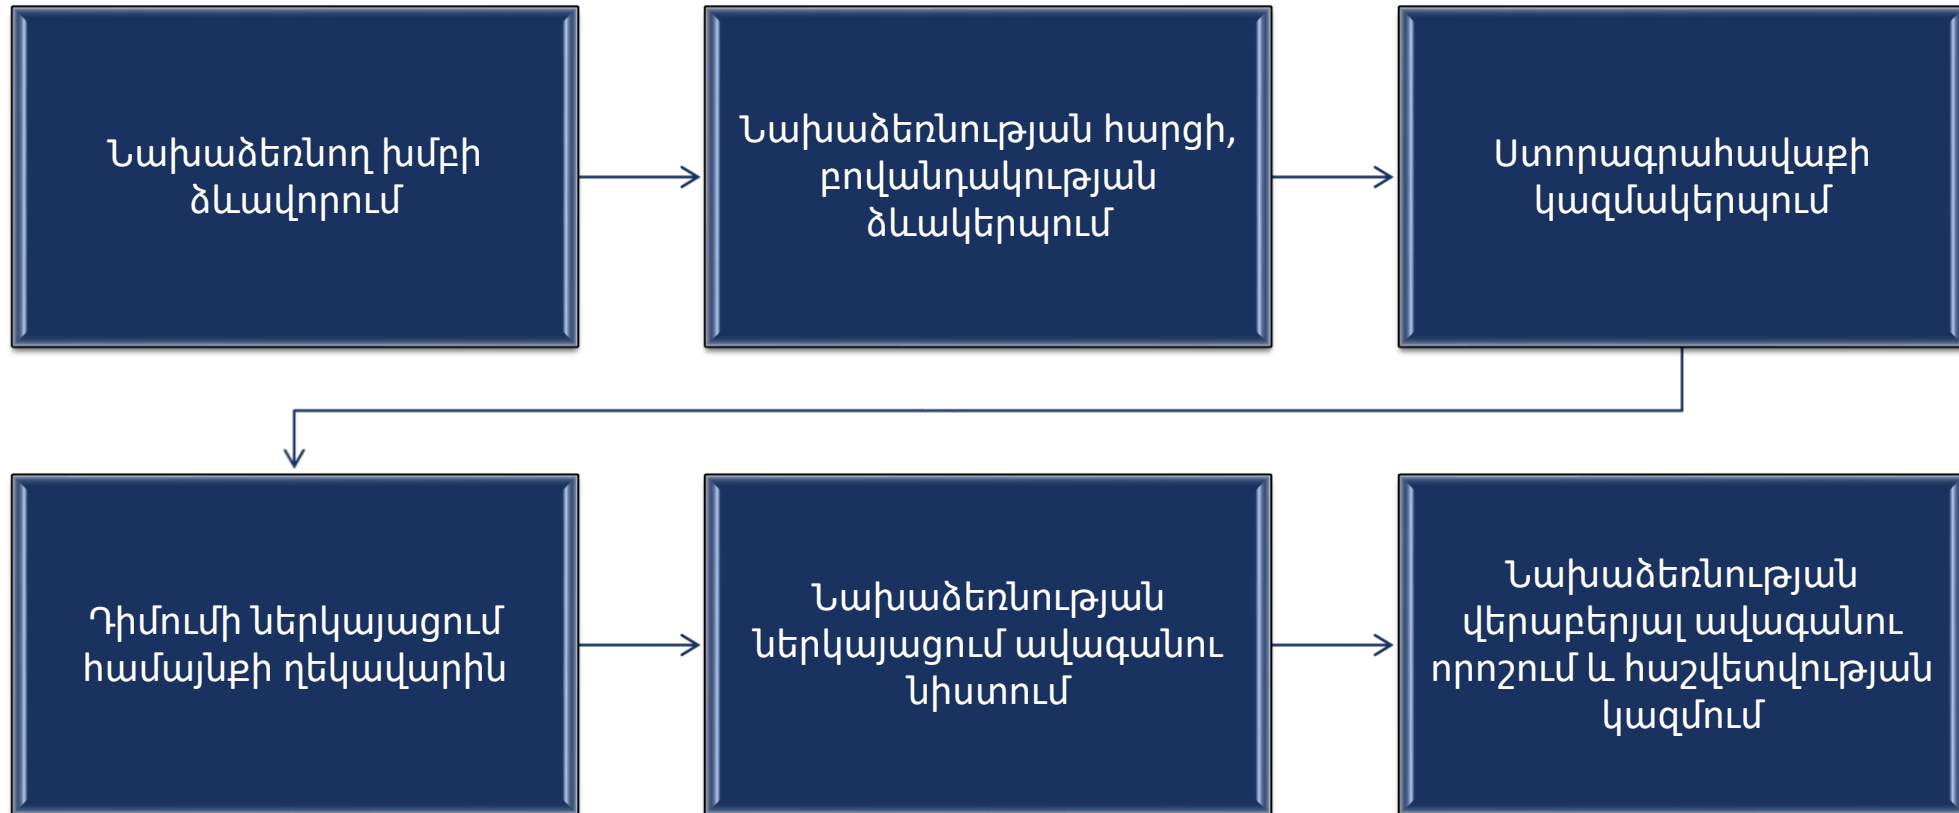 Նախաձեռնող խմբի
ձևավորում
Նախաձեռնության հարցի,
բովանդակության
ձևակերպում
Ստորագրահավաքի
կազմակերպում
Դիմումի ներկայացում
համայնքի ղեկավարին
Նախաձեռնության
ներկայացում ավագանու
նիստում
Նախաձեռնության
վերաբերյալ ավագանու
որոշում և հաշվետվության
կազմում